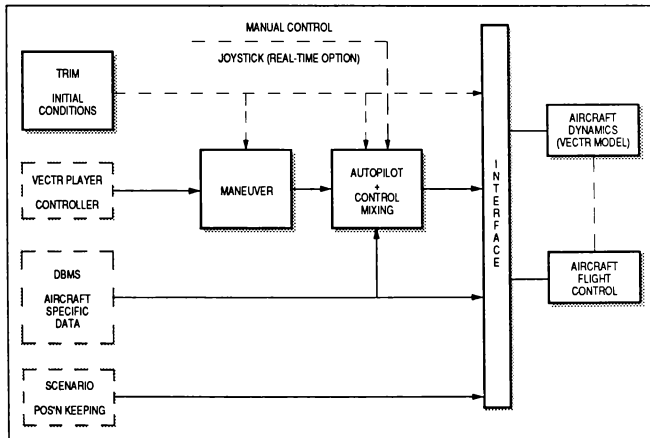 MANUAL CONTROL
JOYSTICK (REAL-TIME OPTION)
TRIM
INITIAL
CONDITIONS
VECTR PLAYER
CONTROLLER
MANEUVER
AUTOPILOT
+
CONTROL
MIXING
DBMS
AIRCRAFT
SPECIFIC
DATA
SCENARIO
POS'N KEEPING
INTERFACE
AIRCRAFT
DYNAMICS
(VECTR MODEL)
AIRCRAFT
FLIGHT
CONTROL